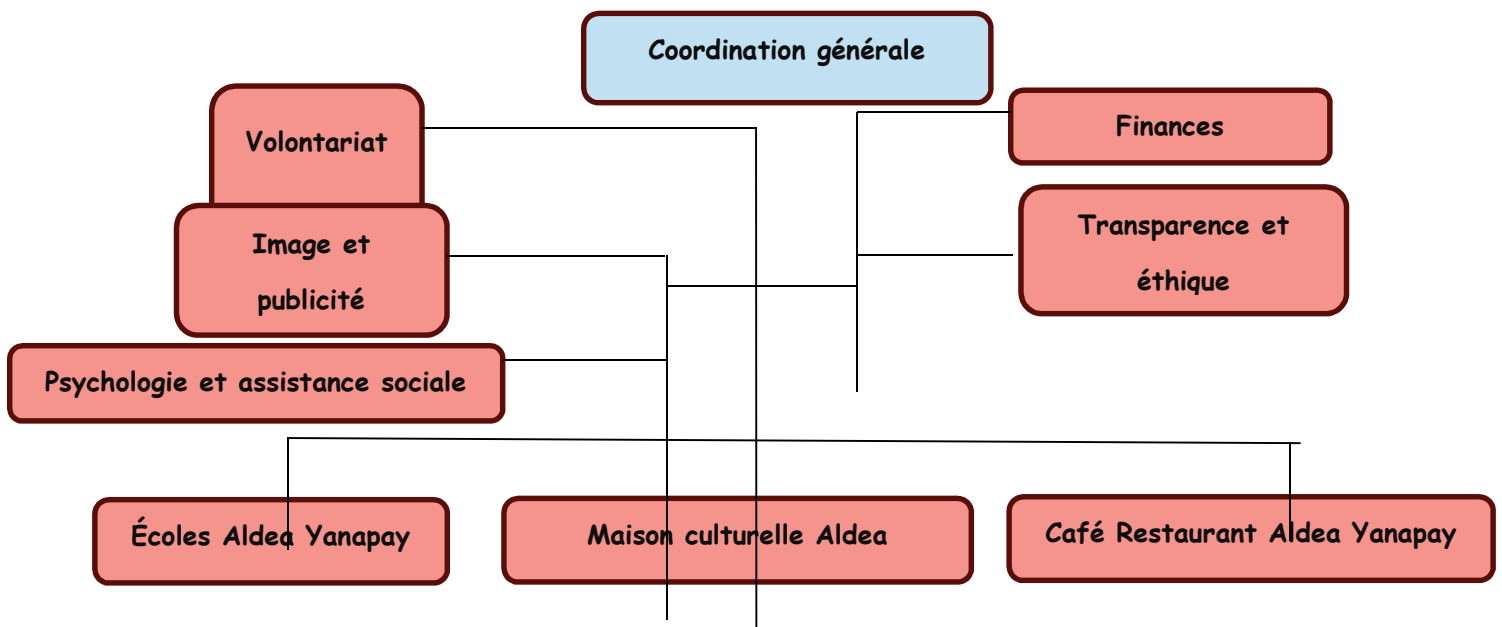 Coordination générale
Volontariat
Finances
Image et
publicité
Transparence et
éthique
Psychologie et assistance sociale
Écoles Aldea Yanapay
Maison culturelle Aldea
Café Restaurant Aldea Yanapay